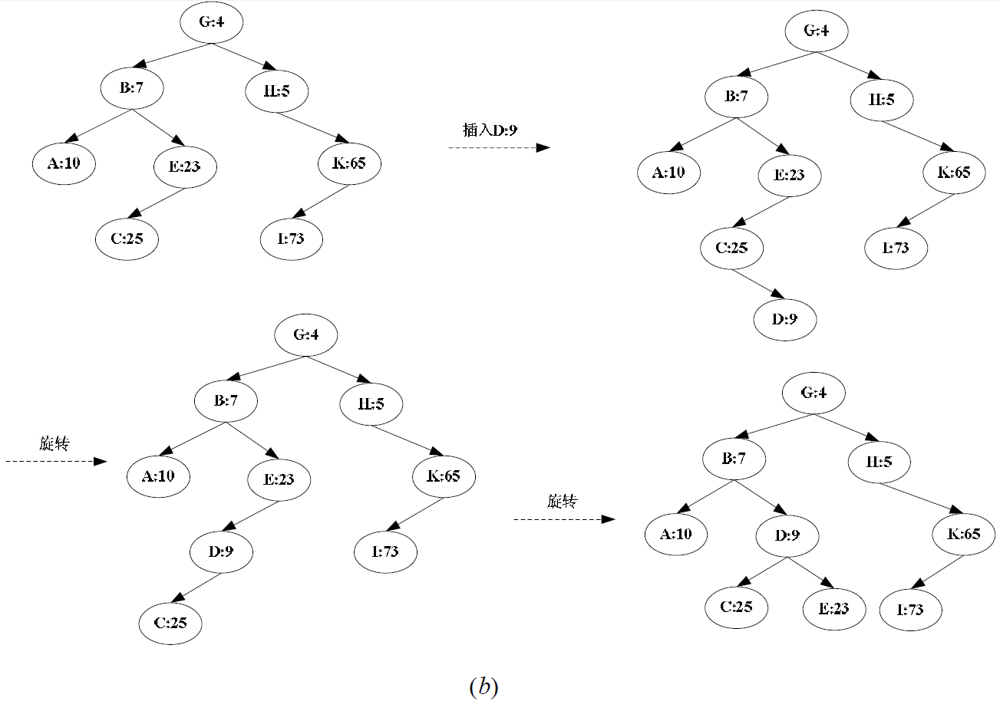 G:4
B:7
H:5
A:10
E:23
K:65
C:25
I:73
插入D:9
G:4
B:7
H:5
A:10
E:23
K:65
C:25
I:73
D:9
旋转
G:4
B:7
H:5
A:10
E:23
K:65
D:9
I:73
C:25
旋转
G:4
B:7
H:5
A:10
D:9
K:65
C:25
E:23
I:73
(b)